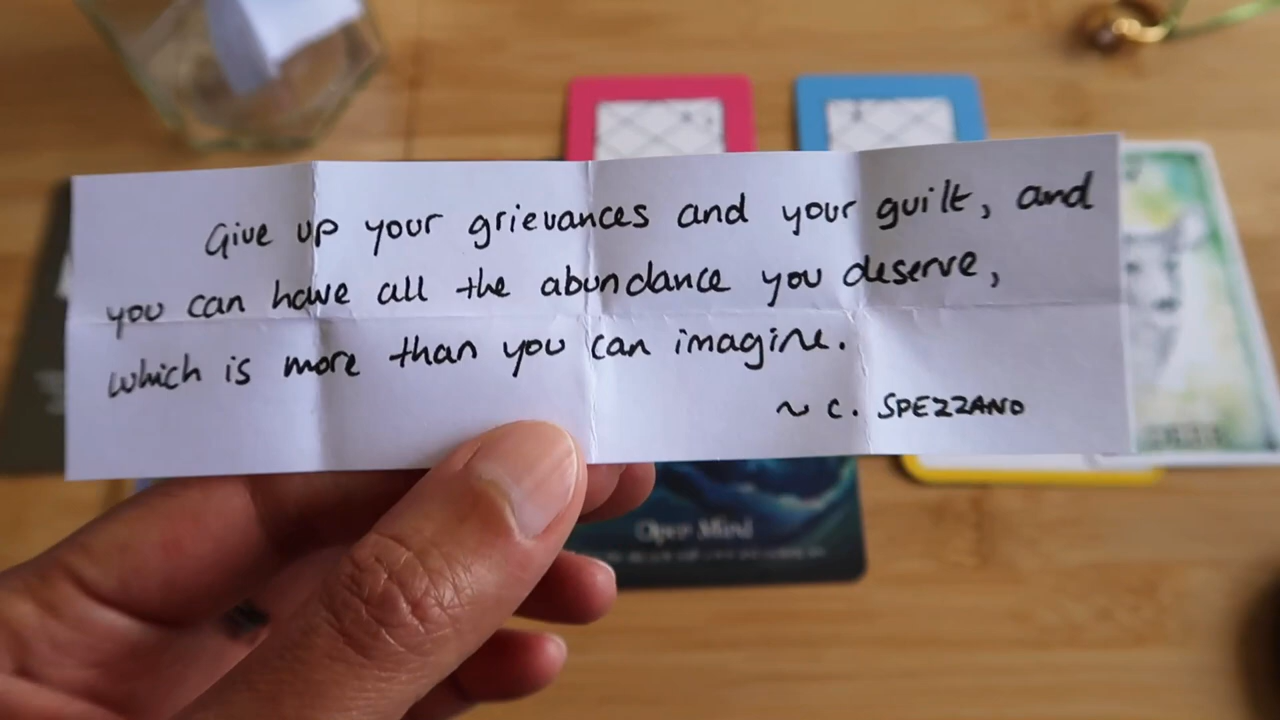 Give up your grievances and your guilt, and
you can have all the abundance you deserve,
which is more than you can imagine.
~ C. SPEZZANO
Open Mind